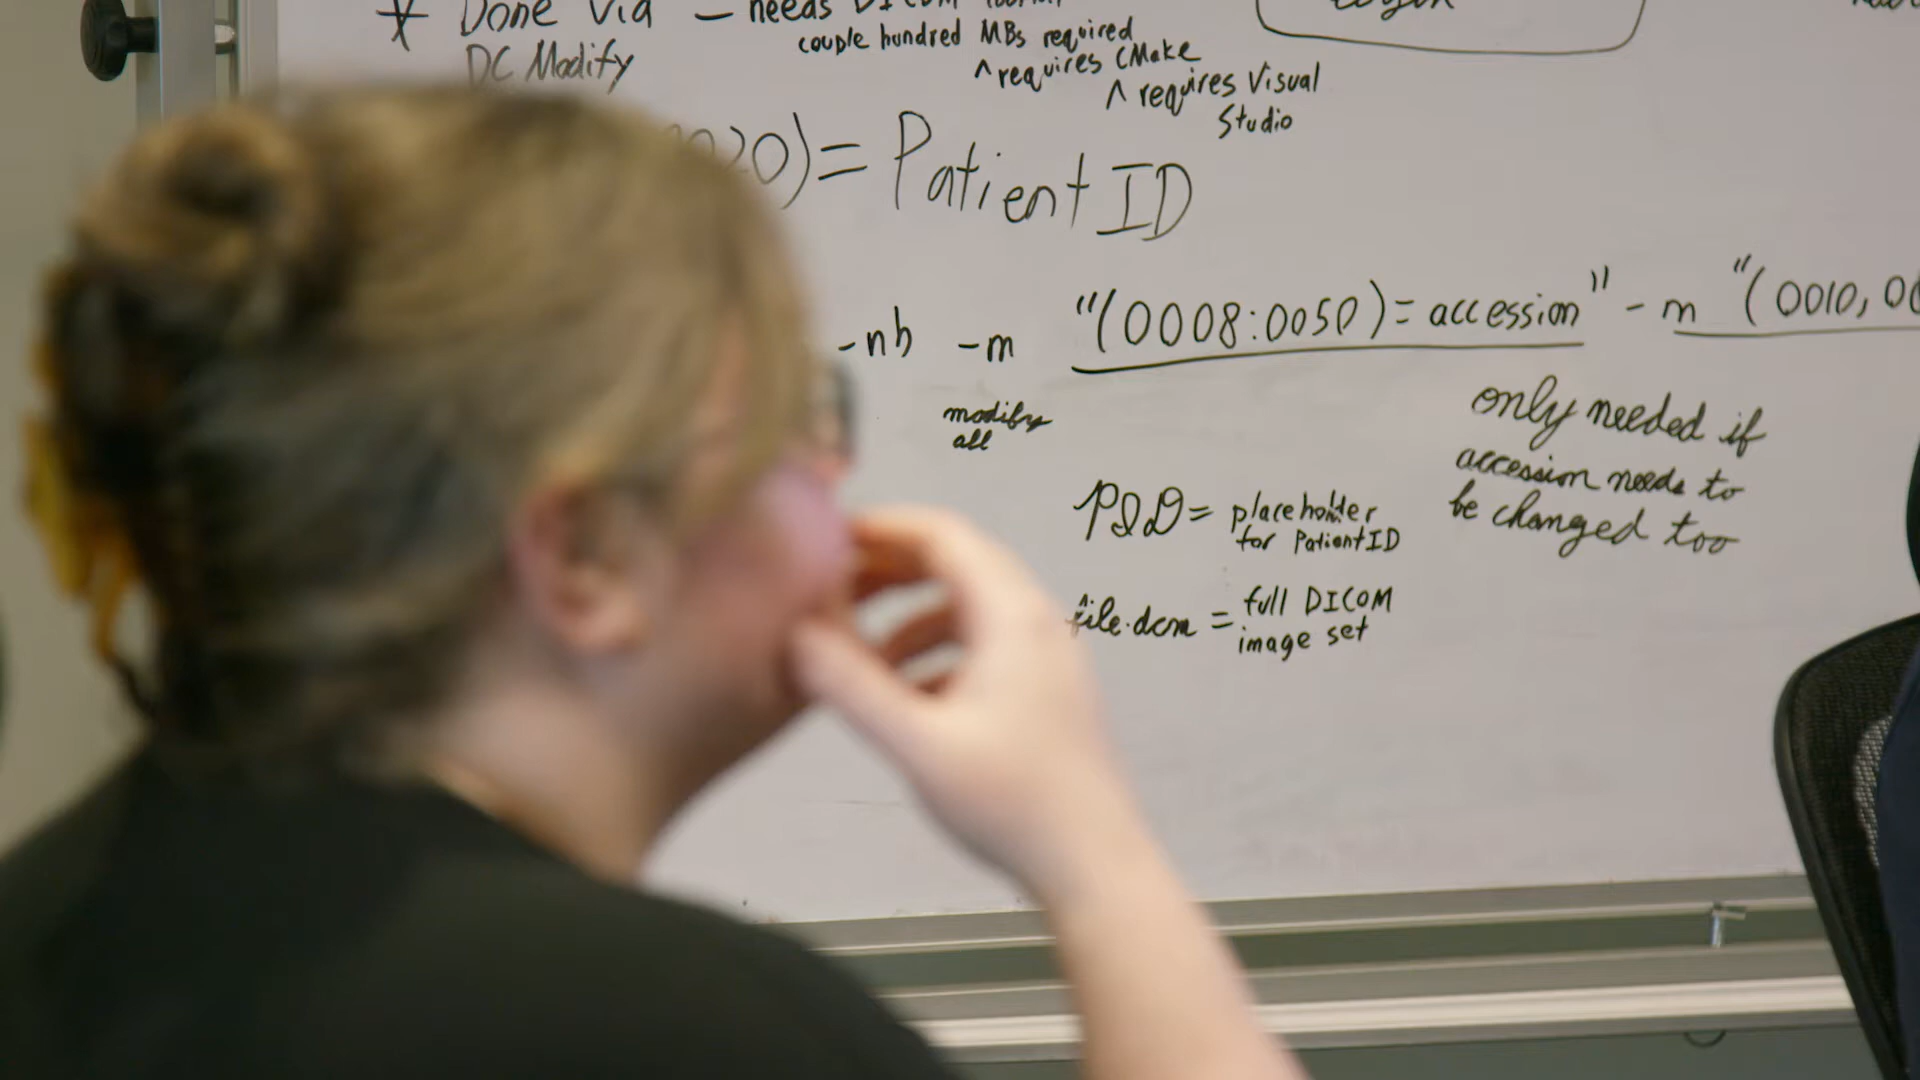 * Done Via – needs DICOM
DC Modify
couple hundred MBs required
^ requires CMake
^ requires Visual
Studio
20) = Patient ID
-nb -m "(0008:0050)= accession" -m "(0010,00
modify
all
only needed if
accession needs to
be changed too
PID = placeholder
for PatientID
file.dcm = full DICOM
image set